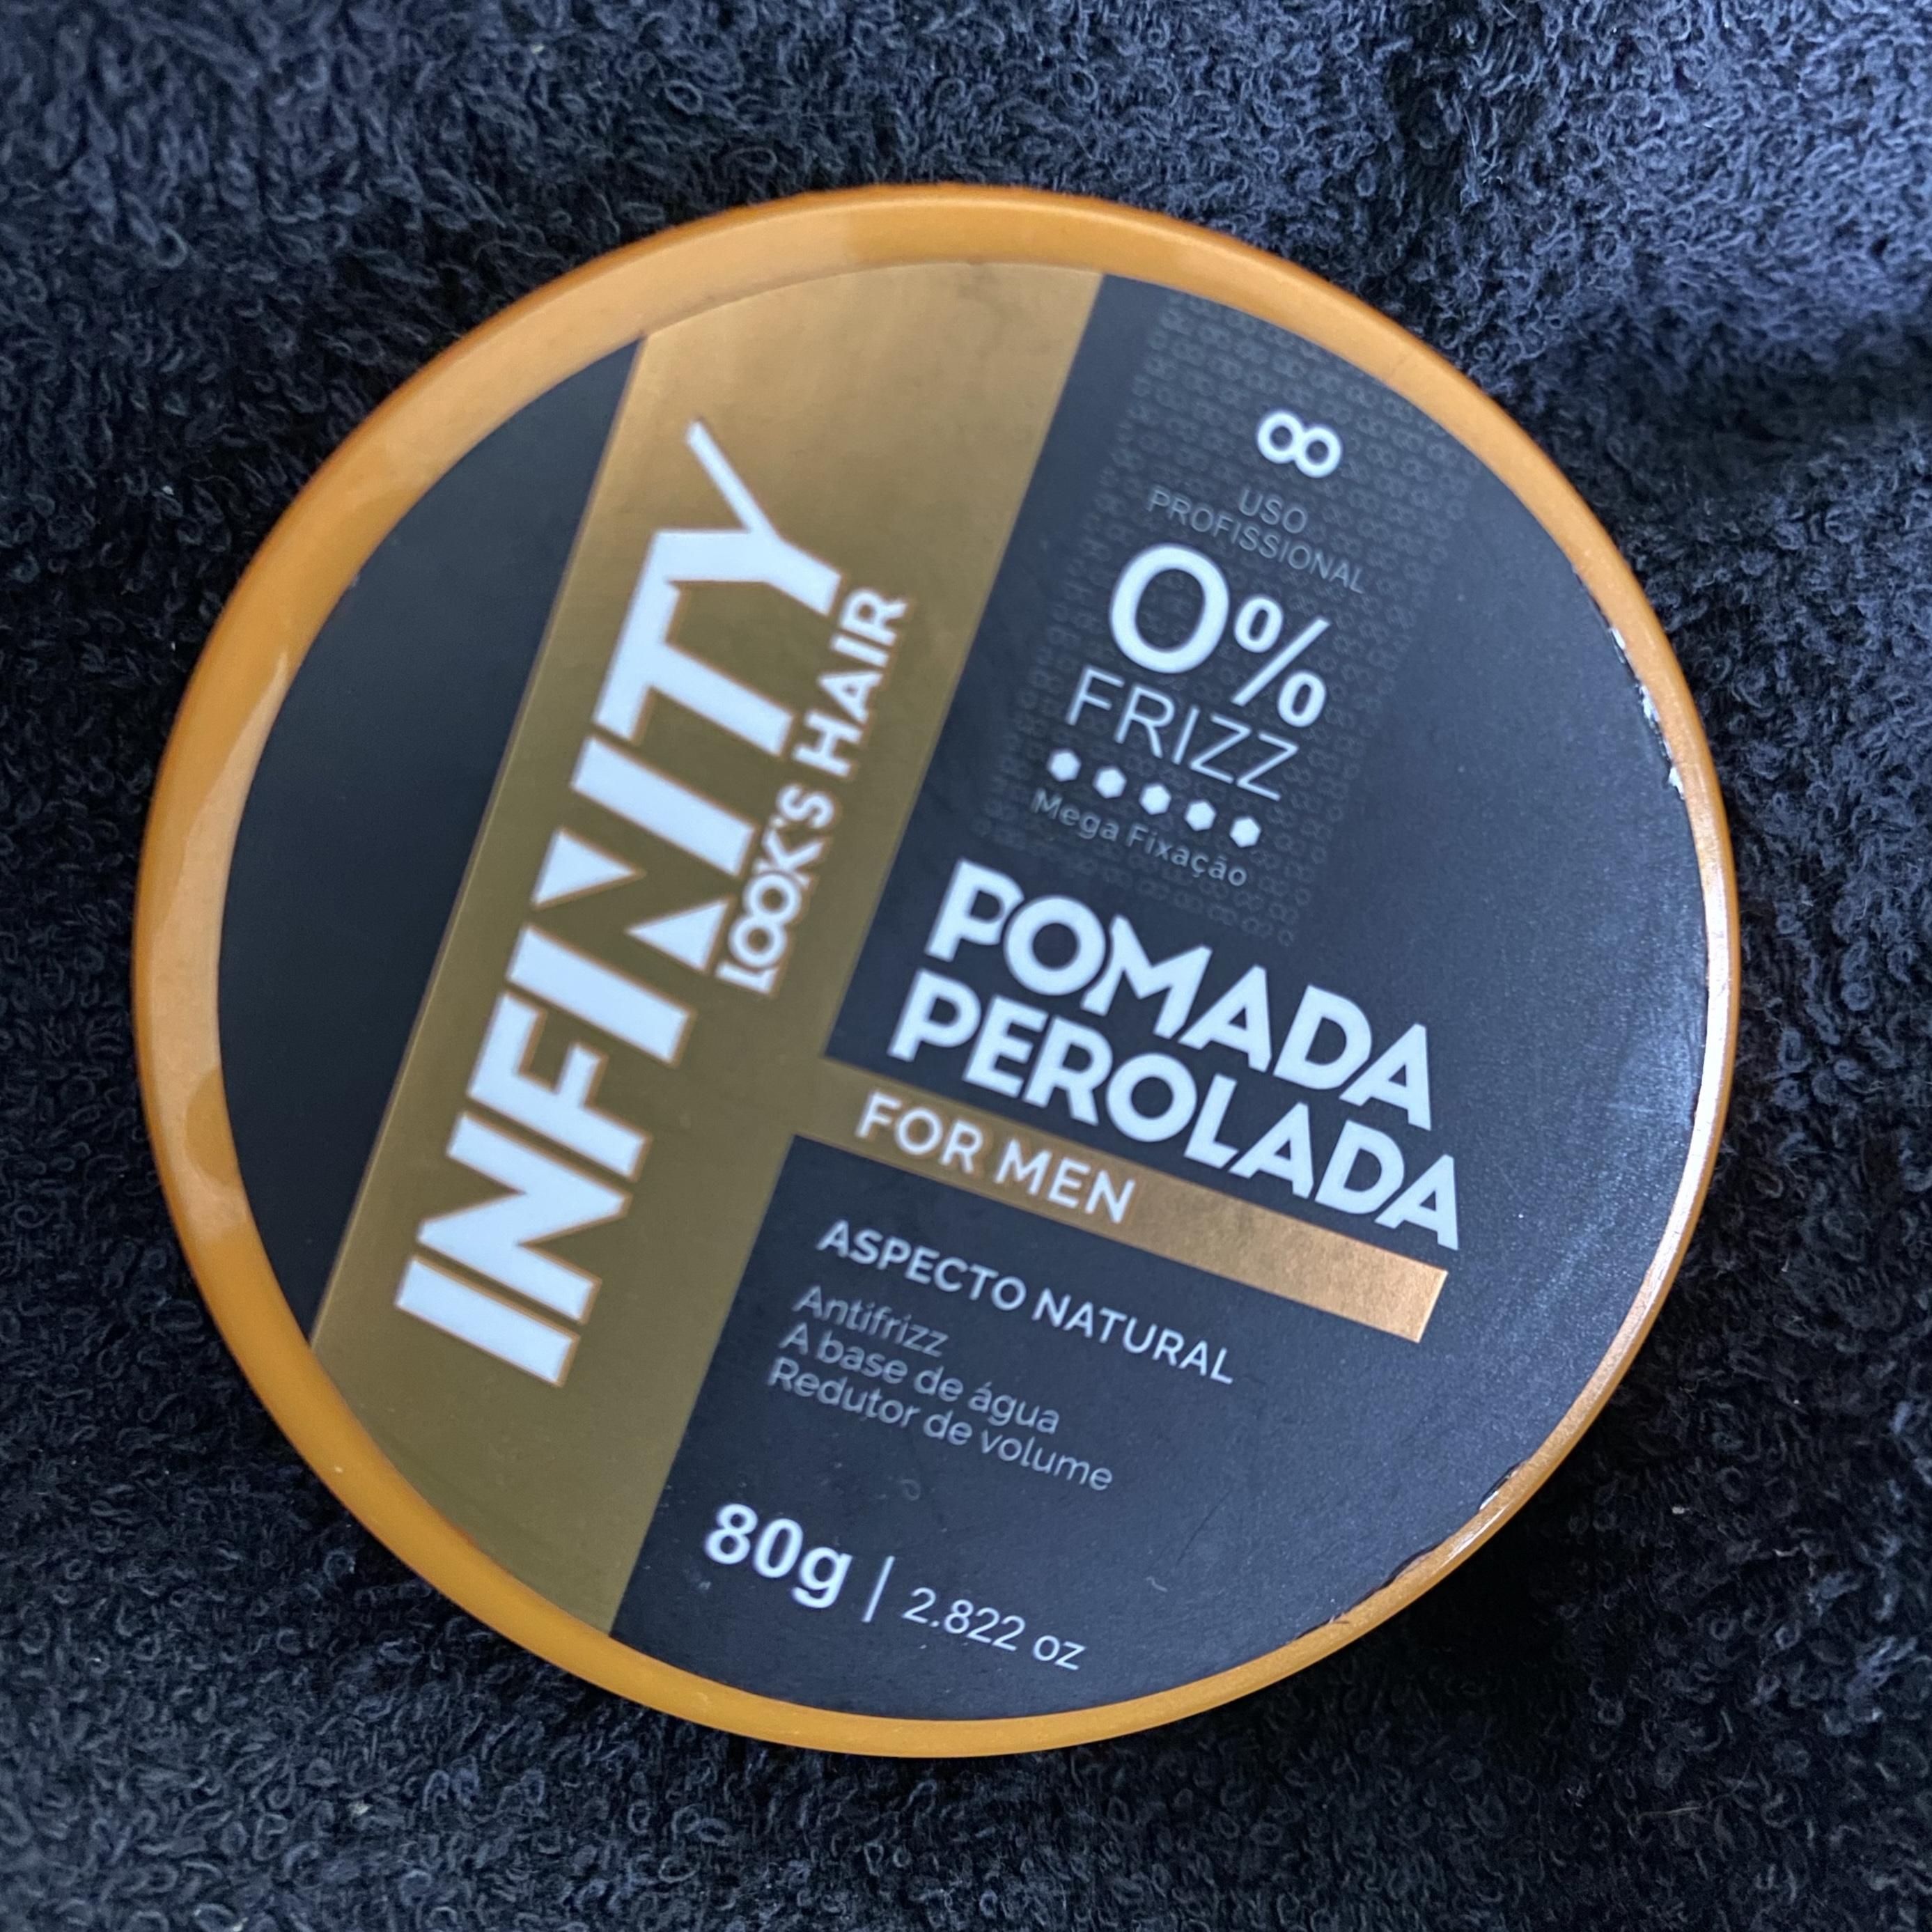 INFINITY
LOOK'S HAIR
USO
PROFISSIONAL
0%
FRIZZ
Mega Fixação
POMADA
PEROLADA
FOR MEN
ASPECTO NATURAL
Antifrizz
A base de água
Redutor de volume
80g | 2.822 oz